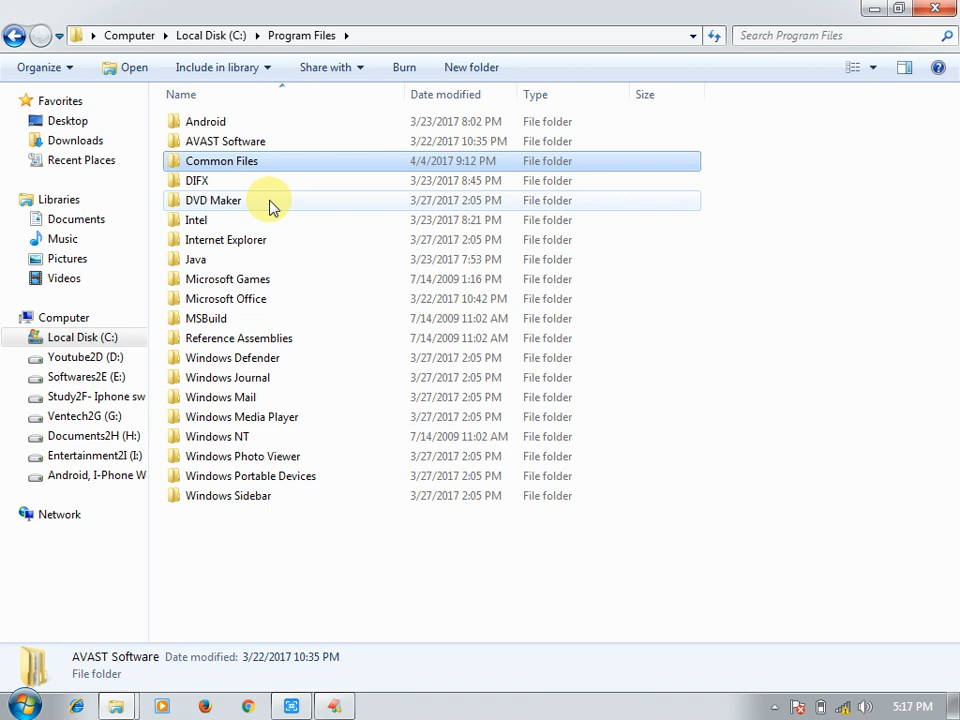 Computer Local Disk (C:) Program Files Search Program Files
Organize Open Include in library Share with Burn New folder
Name Date modified Type Size
Favorites
Desktop
Downloads
Recent Places
Libraries
Documents
Music
Pictures
Videos
Computer
Local Disk (C:)
Youtube2D (D:)
Softwares2E (E:)
Study2F- Iphone sw
Ventech2G (G:)
Documents2H (H:)
Entertainment2I (I:)
Android, I-Phone W
Network
Android 3/23/2017 8:02 PM File folder
AVAST Software 3/22/2017 10:35 PM File folder
Common Files 4/4/2017 9:12 PM File folder
DIFX 3/23/2017 8:45 PM File folder
DVD Maker 3/27/2017 2:05 PM File folder
Intel 3/23/2017 8:21 PM File folder
Internet Explorer 3/27/2017 2:05 PM File folder
Java 3/23/2017 7:53 PM File folder
Microsoft Games 7/14/2009 1:16 PM File folder
Microsoft Office 3/22/2017 10:42 PM File folder
MSBuild 7/14/2009 11:02 AM File folder
Reference Assemblies 7/14/2009 11:02 AM File folder
Windows Defender 3/27/2017 2:05 PM File folder
Windows Journal 3/27/2017 2:05 PM File folder
Windows Mail 3/27/2017 2:05 PM File folder
Windows Media Player 3/27/2017 2:05 PM File folder
Windows NT 7/14/2009 11:02 AM File folder
Windows Photo Viewer 3/27/2017 2:05 PM File folder
Windows Portable Devices 3/27/2017 2:05 PM File folder
Windows Sidebar 3/27/2017 2:05 PM File folder
AVAST Software Date modified: 3/22/2017 10:35 PM
File folder
5:17 PM